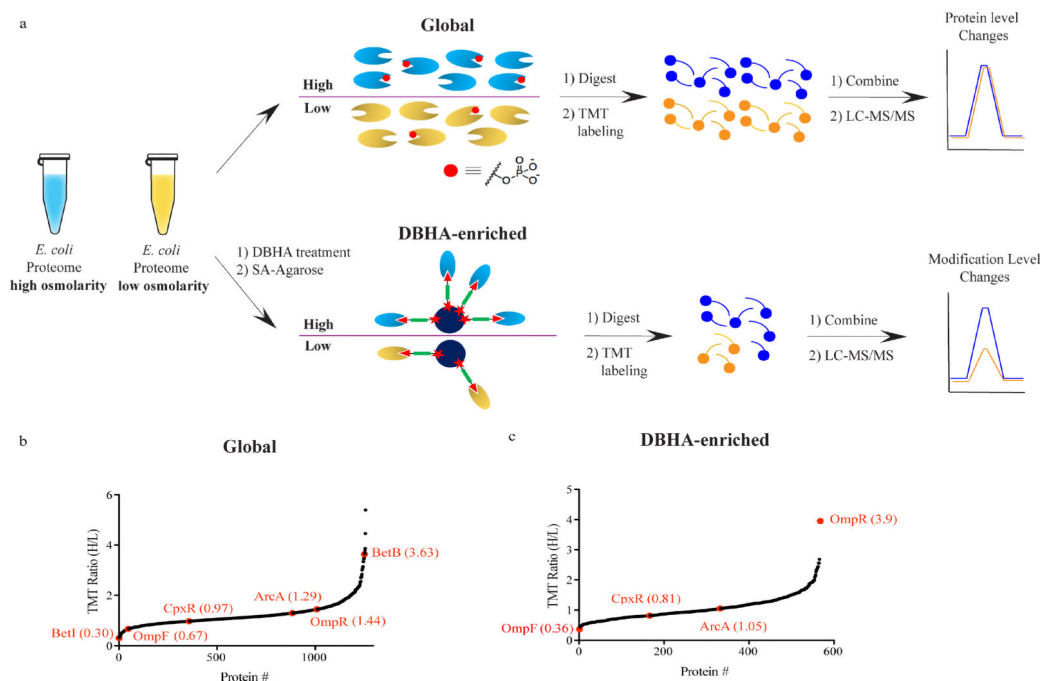 a
Global
High
Low
1) Digest
2) TMT
labeling
1) Combine
2) LC-MS/MS
Protein level
Changes
O
O P O-
O-
E. coli
Proteome
high osmolarity
E. coli
Proteome
low osmolarity
1) DBHA treatment
2) SA-Agarose
DBHA-enriched
High
Low
1) Digest
2) TMT
labeling
1) Combine
2) LC-MS/MS
Modification Level
Changes
b
Global
TMT Ratio (H/L)
6
4
2
0
BetI (0.30)
OmpF (0.67)
CpxR (0.97)
ArcA (1.29)
OmpR (1.44)
BetB (3.63)
0
500
1000
Protein #
c
DBHA-enriched
TMT Ratio (H/L)
5
4
3
2
1
0
OmpF (0.36)
CpxR (0.81)
ArcA (1.05)
OmpR (3.9)
0
200
400
600
Protein #